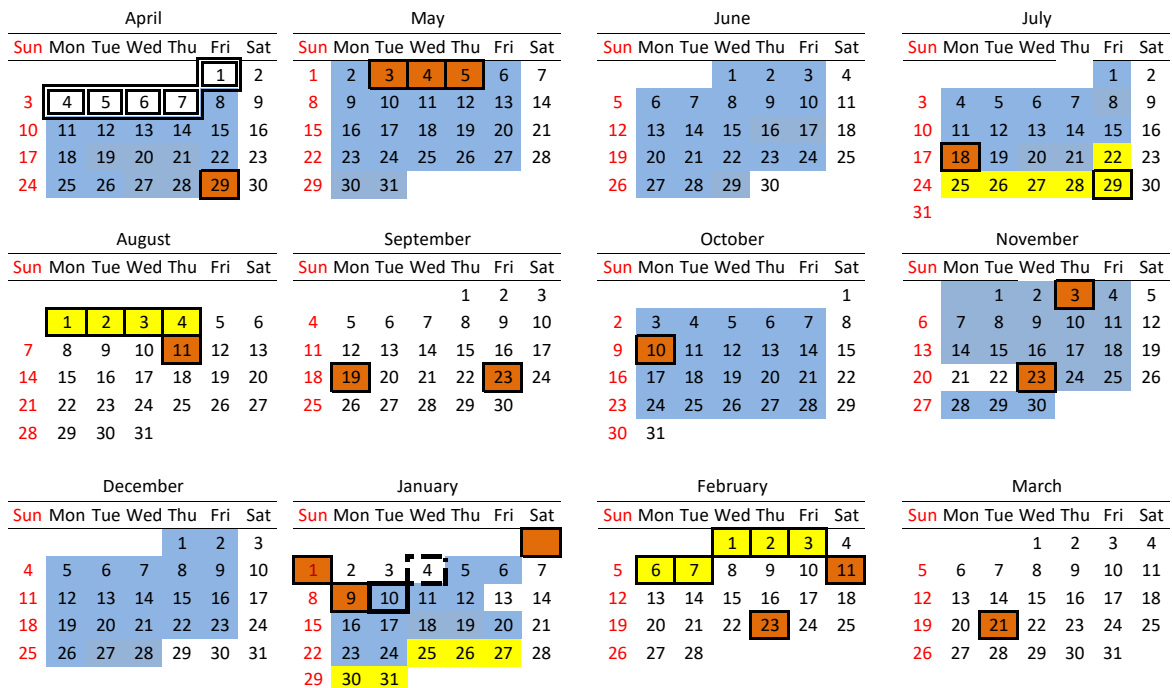 April
Sun Mon Tue Wed Thu Fri Sat
1 2
3 4 5 6 7 8 9
10 11 12 13 14 15 16
17 18 19 20 21 22 23
24 25 26 27 28 29 30
May
Sun Mon Tue Wed Thu Fri Sat
1 2 3 4 5 6 7
8 9 10 11 12 13 14
15 16 17 18 19 20 21
22 23 24 25 26 27 28
29 30 31
June
Sun Mon Tue Wed Thu Fri Sat
1 2 3 4
5 6 7 8 9 10 11
12 13 14 15 16 17 18
19 20 21 22 23 24 25
26 27 28 29 30
July
Sun Mon Tue Wed Thu Fri Sat
1 2
3 4 5 6 7 8 9
10 11 12 13 14 15 16
17 18 19 20 21 22 23
24 25 26 27 28 29 30
31
August
Sun Mon Tue Wed Thu Fri Sat
1 2 3 4 5 6
7 8 9 10 11 12 13
14 15 16 17 18 19 20
21 22 23 24 25 26 27
28 29 30 31
September
Sun Mon Tue Wed Thu Fri Sat
1 2 3
4 5 6 7 8 9 10
11 12 13 14 15 16 17
18 19 20 21 22 23 24
25 26 27 28 29 30
October
Sun Mon Tue Wed Thu Fri Sat
1
2 3 4 5 6 7 8
9 10 11 12 13 14 15
16 17 18 19 20 21 22
23 24 25 26 27 28 29
30 31
November
Sun Mon Tue Wed Thu Fri Sat
1 2 3 4 5
6 7 8 9 10 11 12
13 14 15 16 17 18 19
20 21 22 23 24 25 26
27 28 29 30
December
Sun Mon Tue Wed Thu Fri Sat
1 2 3
4 5 6 7 8 9 10
11 12 13 14 15 16 17
18 19 20 21 22 23 24
25 26 27 28 29 30 31
January
Sun Mon Tue Wed Thu Fri Sat
1 2 3 4 5 6 7
8 9 10 11 12 13 14
15 16 17 18 19 20 21
22 23 24 25 26 27 28
29 30 31
February
Sun Mon Tue Wed Thu Fri Sat
1 2 3 4
5 6 7 8 9 10 11
12 13 14 15 16 17 18
19 20 21 22 23 24 25
26 27 28
March
Sun Mon Tue Wed Thu Fri Sat
1 2 3 4
5 6 7 8 9 10 11
12 13 14 15 16 17 18
19 20 21 22 23 24 25
26 27 28 29 30 31